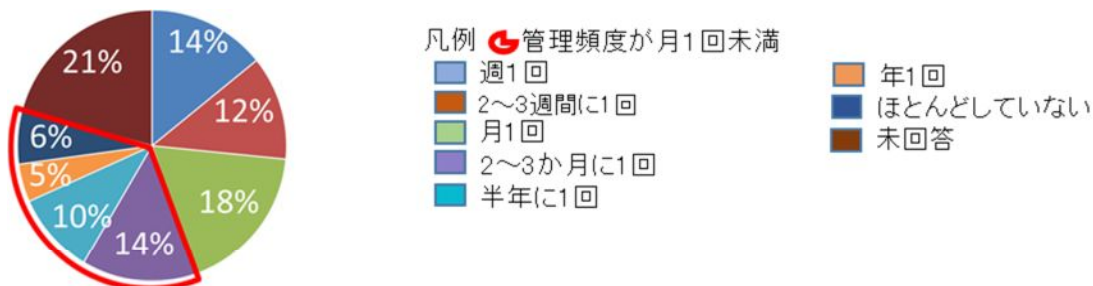 14%
12%
18%
14%
10%
5%
6%
21%
凡例 管理頻度が月1回未満
週1回
2～3週間に1回
月1回
2～3か月に1回
半年に1回
年1回
ほとんどしていない
未回答